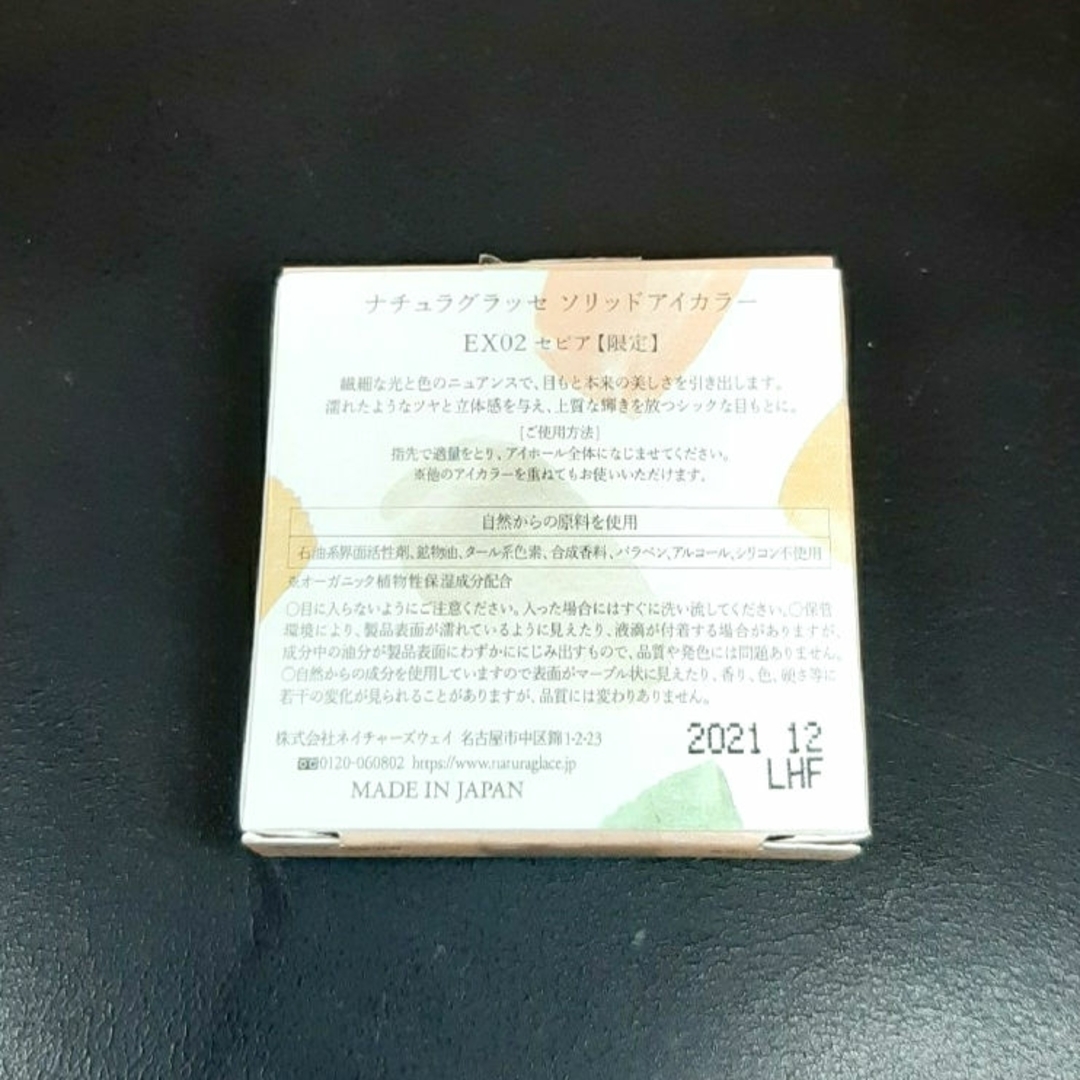 ナチュラグラッセ ソリッドアイカラー
EX02 セピア【限定】
繊細な光と色のニュアンスで、目もと本来の美しさを引き出します。
濡れたようなツヤと立体感を与え、上質な輝きを放つシックな目もとに。
[ご使用方法]
指先で適量をとり、アイホール全体になじませてください。
※他のアイカラーを重ねてもお使いいただけます。
自然からの原料を使用
石油系界面活性剤、鉱物油、タール系色素、合成香料、パラベン、アルコール、シリコン不使用
※オーガニック植物性保湿成分配合
○目に入らないようにご注意ください。入った場合にはすぐに洗い流してください。○保管
環境により、製品表面が濡れているように見えたり、液滴が付着する場合がありますが、
成分中の油分が製品表面にわずかににじみ出すもので、品質や発色には問題ありません。
○自然からの成分を使用していますので表面がマーブル状に見えたり、香り、色、硬さ等に
若干の変化が見られることがありますが、品質には変わりありません。
株式会社ネイチャーズウェイ 名古屋市中区錦1-2-23
0120-060802 https://www.naturaglace.jp
MADE IN JAPAN
2021 12
LHF